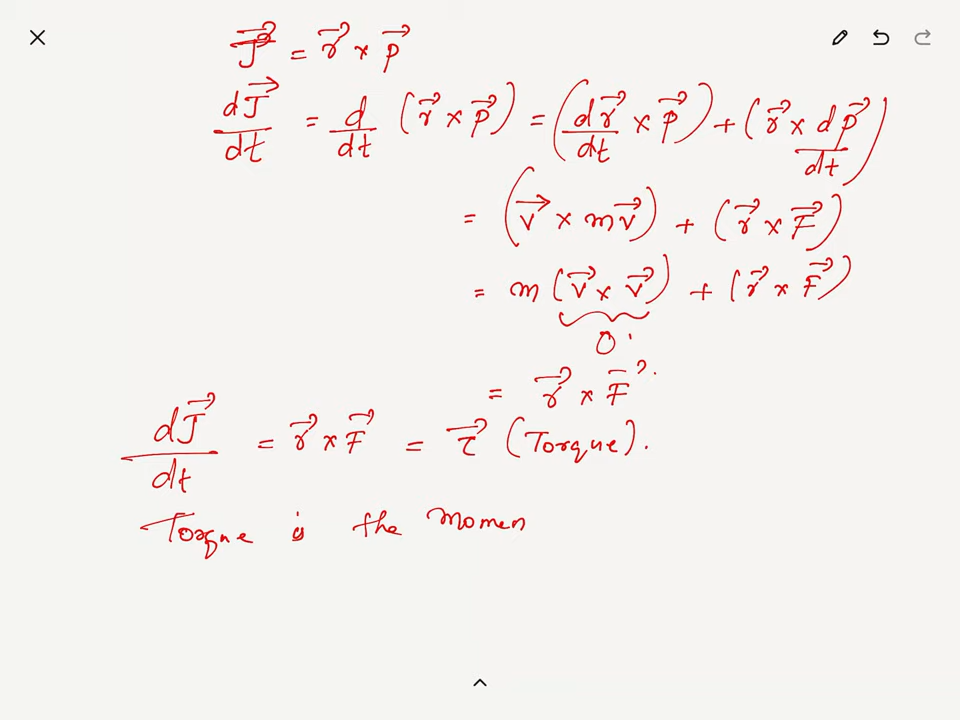 J⃗ = r⃗ × p⃗
dJ⃗/dt = d/dt (r⃗ × p⃗) = (dr⃗/dt × p⃗) + (r⃗ × dp⃗/dt)
= (v⃗ × mv⃗) + (r⃗ × F⃗)
= m (v⃗ × v⃗) + (r⃗ × F⃗)
0
= r⃗ × F⃗
dJ⃗/dt = r⃗ × F⃗ = τ⃗ (Torque).
Torque is the momen